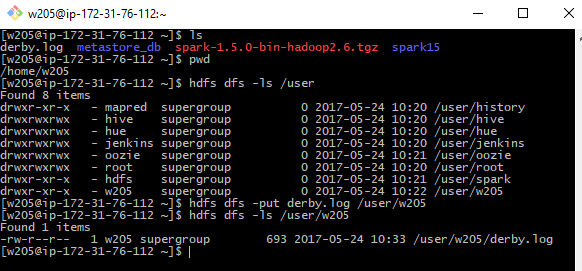 w205@ip-172-31-76-112:~
[w205@ip-172-31-76-112 ~]$ ls
derby.log  metastore_db  spark-1.5.0-bin-hadoop2.6.tgz  spark15
[w205@ip-172-31-76-112 ~]$ pwd
/home/w205
[w205@ip-172-31-76-112 ~]$ hdfs dfs -ls /user
Found 8 items
drwxr-xr-x   - mapred  supergroup          0 2017-05-24 10:20 /user/history
drwxrwxrwx   - hive    supergroup          0 2017-05-24 10:20 /user/hive
drwxrwxrwx   - hue     supergroup          0 2017-05-24 10:20 /user/hue
drwxrwxrwx   - jenkins supergroup          0 2017-05-24 10:20 /user/jenkins
drwxrwxrwx   - oozie   supergroup          0 2017-05-24 10:21 /user/oozie
drwxrwxrwx   - root    supergroup          0 2017-05-24 10:20 /user/root
drwxr-xr-x   - hdfs    supergroup          0 2017-05-24 10:21 /user/spark
drwxr-xr-x   - w205    supergroup          0 2017-05-24 10:22 /user/w205
[w205@ip-172-31-76-112 ~]$ hdfs dfs -put derby.log /user/w205
[w205@ip-172-31-76-112 ~]$ hdfs dfs -ls /user/w205
Found 1 items
-rw-r--r--   1 w205 supergroup        693 2017-05-24 10:33 /user/w205/derby.log
[w205@ip-172-31-76-112 ~]$